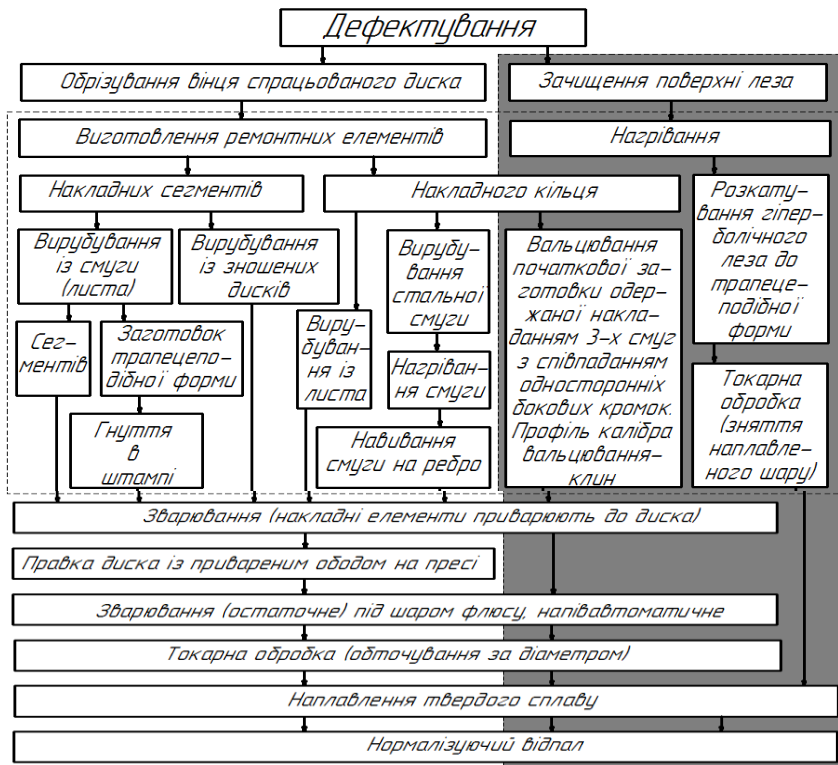 Дефектування
Обрізування вінця спрацьованого диска
Зачищення поверхні леза
Виготовлення ремонтних елементів
Нагрівання
Накладних сегментів
Накладного кільця
Розкату-
вання гіпер-
болічного
леза до
трапеце-
подібної
форми
Вирубування
із смуги
(листа)
Вирубування
із зношених
дисків
Вирубу-
вання
стальної
смуги
Вальцювання
початкової за-
готовки одер-
жаної накла-
данням 3-х смуг
з співпаданням
односторонніх
бокових кромок.
Профіль калібра
вальцювання-
клин
Сег-
ментів
Заготовок
трапецепо-
дібної форми
Виру-
буван-
ня із
листа
Нагріван-
ня смуги
Токарна
обробка
(зняття
наплавле-
ного шару)
Гнуття
в
штампі
Навивання
смуги на ребро
Зварювання (накладні елементи приварюють до диска)
Правка диска із привареним ободом на пресі
Зварювання (остаточне) під шаром флюсу, напівавтоматичне
Токарна обробка (обточування за діаметром)
Наплавлення твердого сплаву
Нормалізуючий відпал